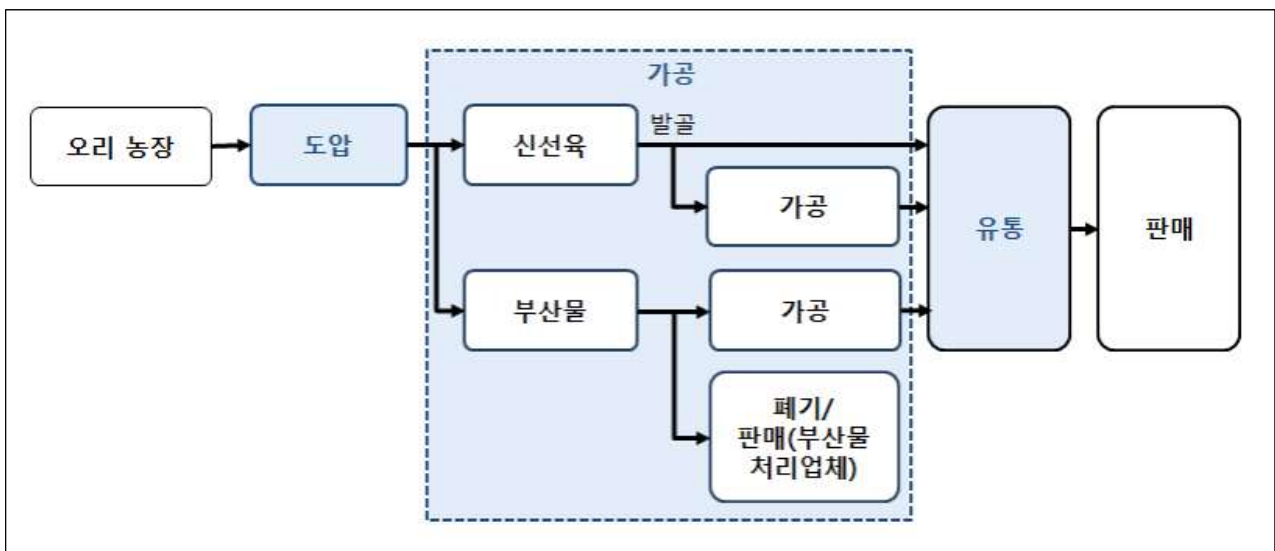 가공
오리 농장
도압
신선육
발골
가공
유통
판매
부산물
가공
폐기/
판매(부산물
처리업체)